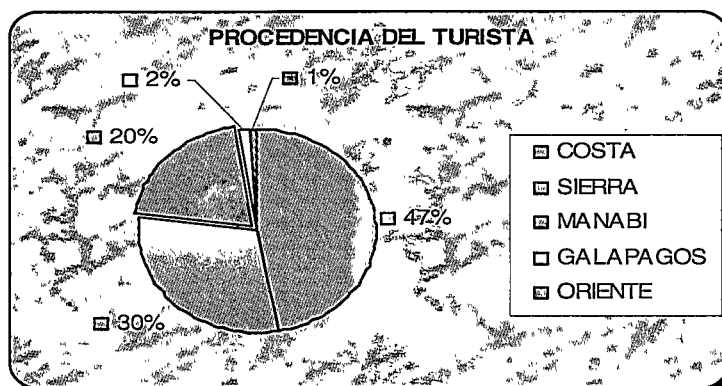 PROCEDENCIA DEL TURISTA
2%
1%
20%
47%
30%
COSTA
SIERRA
MANABI
GALAPAGOS
ORIENTE